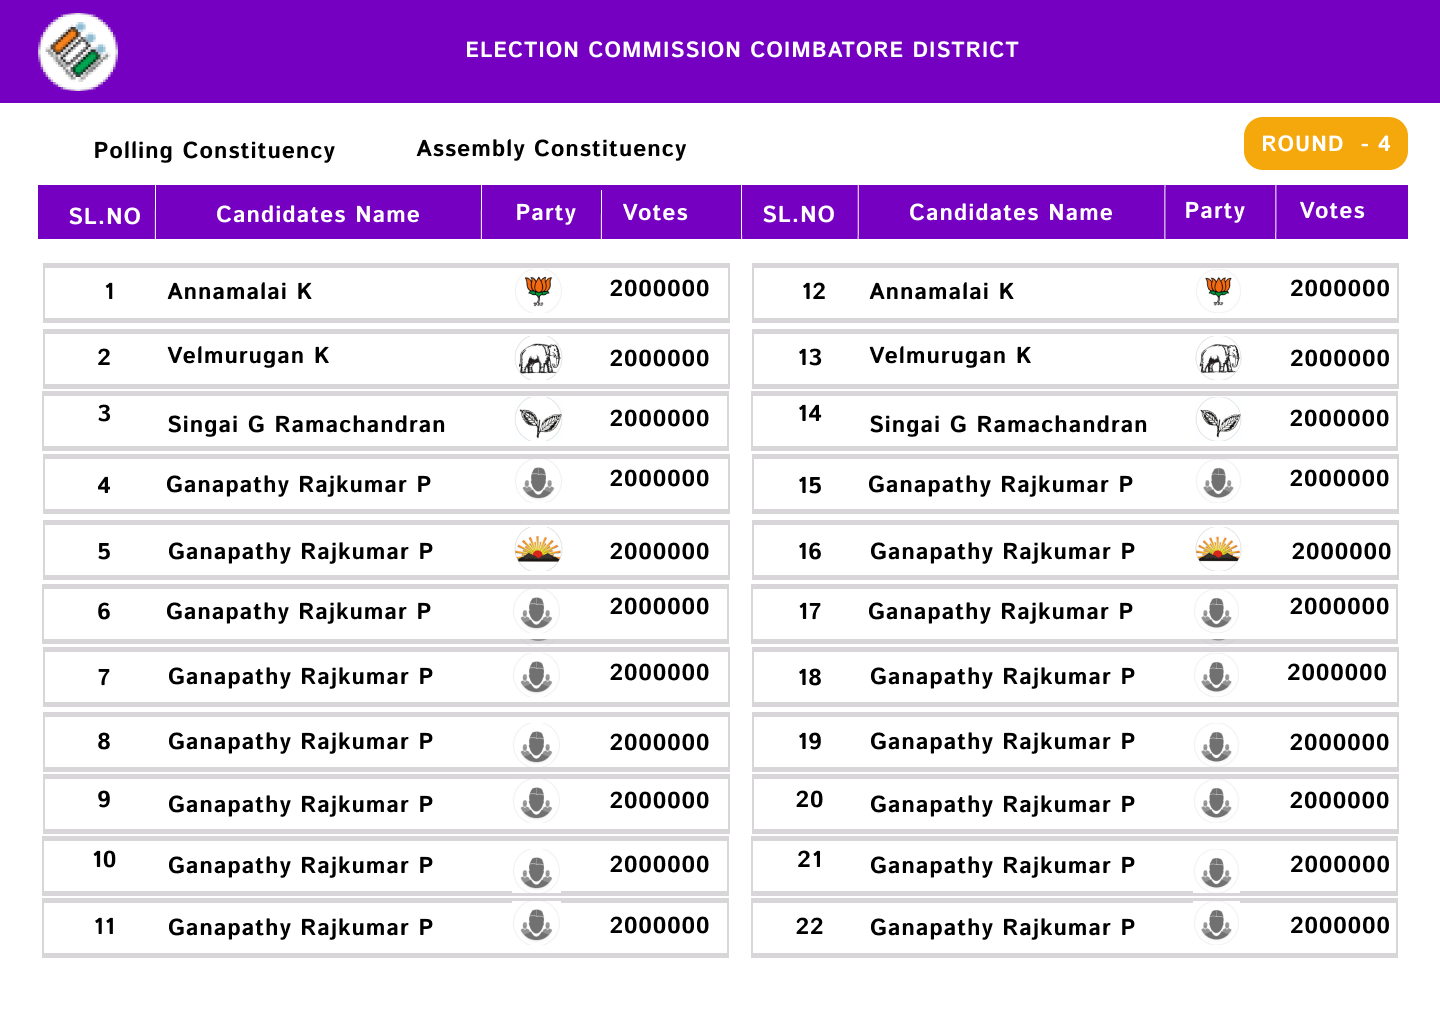 ELECTION COMMISSION COIMBATORE DISTRICT
Polling Constituency Assembly Constituency ROUND - 4
SL.NO Candidates Name Party Votes SL.NO Candidates Name Party Votes
1 Annamalai K 2000000 12 Annamalai K 2000000
2 Velmurugan K 2000000 13 Velmurugan K 2000000
3 Singai G Ramachandran 2000000 14 Singai G Ramachandran 2000000
4 Ganapathy Rajkumar P 2000000 15 Ganapathy Rajkumar P 2000000
5 Ganapathy Rajkumar P 2000000 16 Ganapathy Rajkumar P 2000000
6 Ganapathy Rajkumar P 2000000 17 Ganapathy Rajkumar P 2000000
7 Ganapathy Rajkumar P 2000000 18 Ganapathy Rajkumar P 2000000
8 Ganapathy Rajkumar P 2000000 19 Ganapathy Rajkumar P 2000000
9 Ganapathy Rajkumar P 2000000 20 Ganapathy Rajkumar P 2000000
10 Ganapathy Rajkumar P 2000000 21 Ganapathy Rajkumar P 2000000
11 Ganapathy Rajkumar P 2000000 22 Ganapathy Rajkumar P 2000000